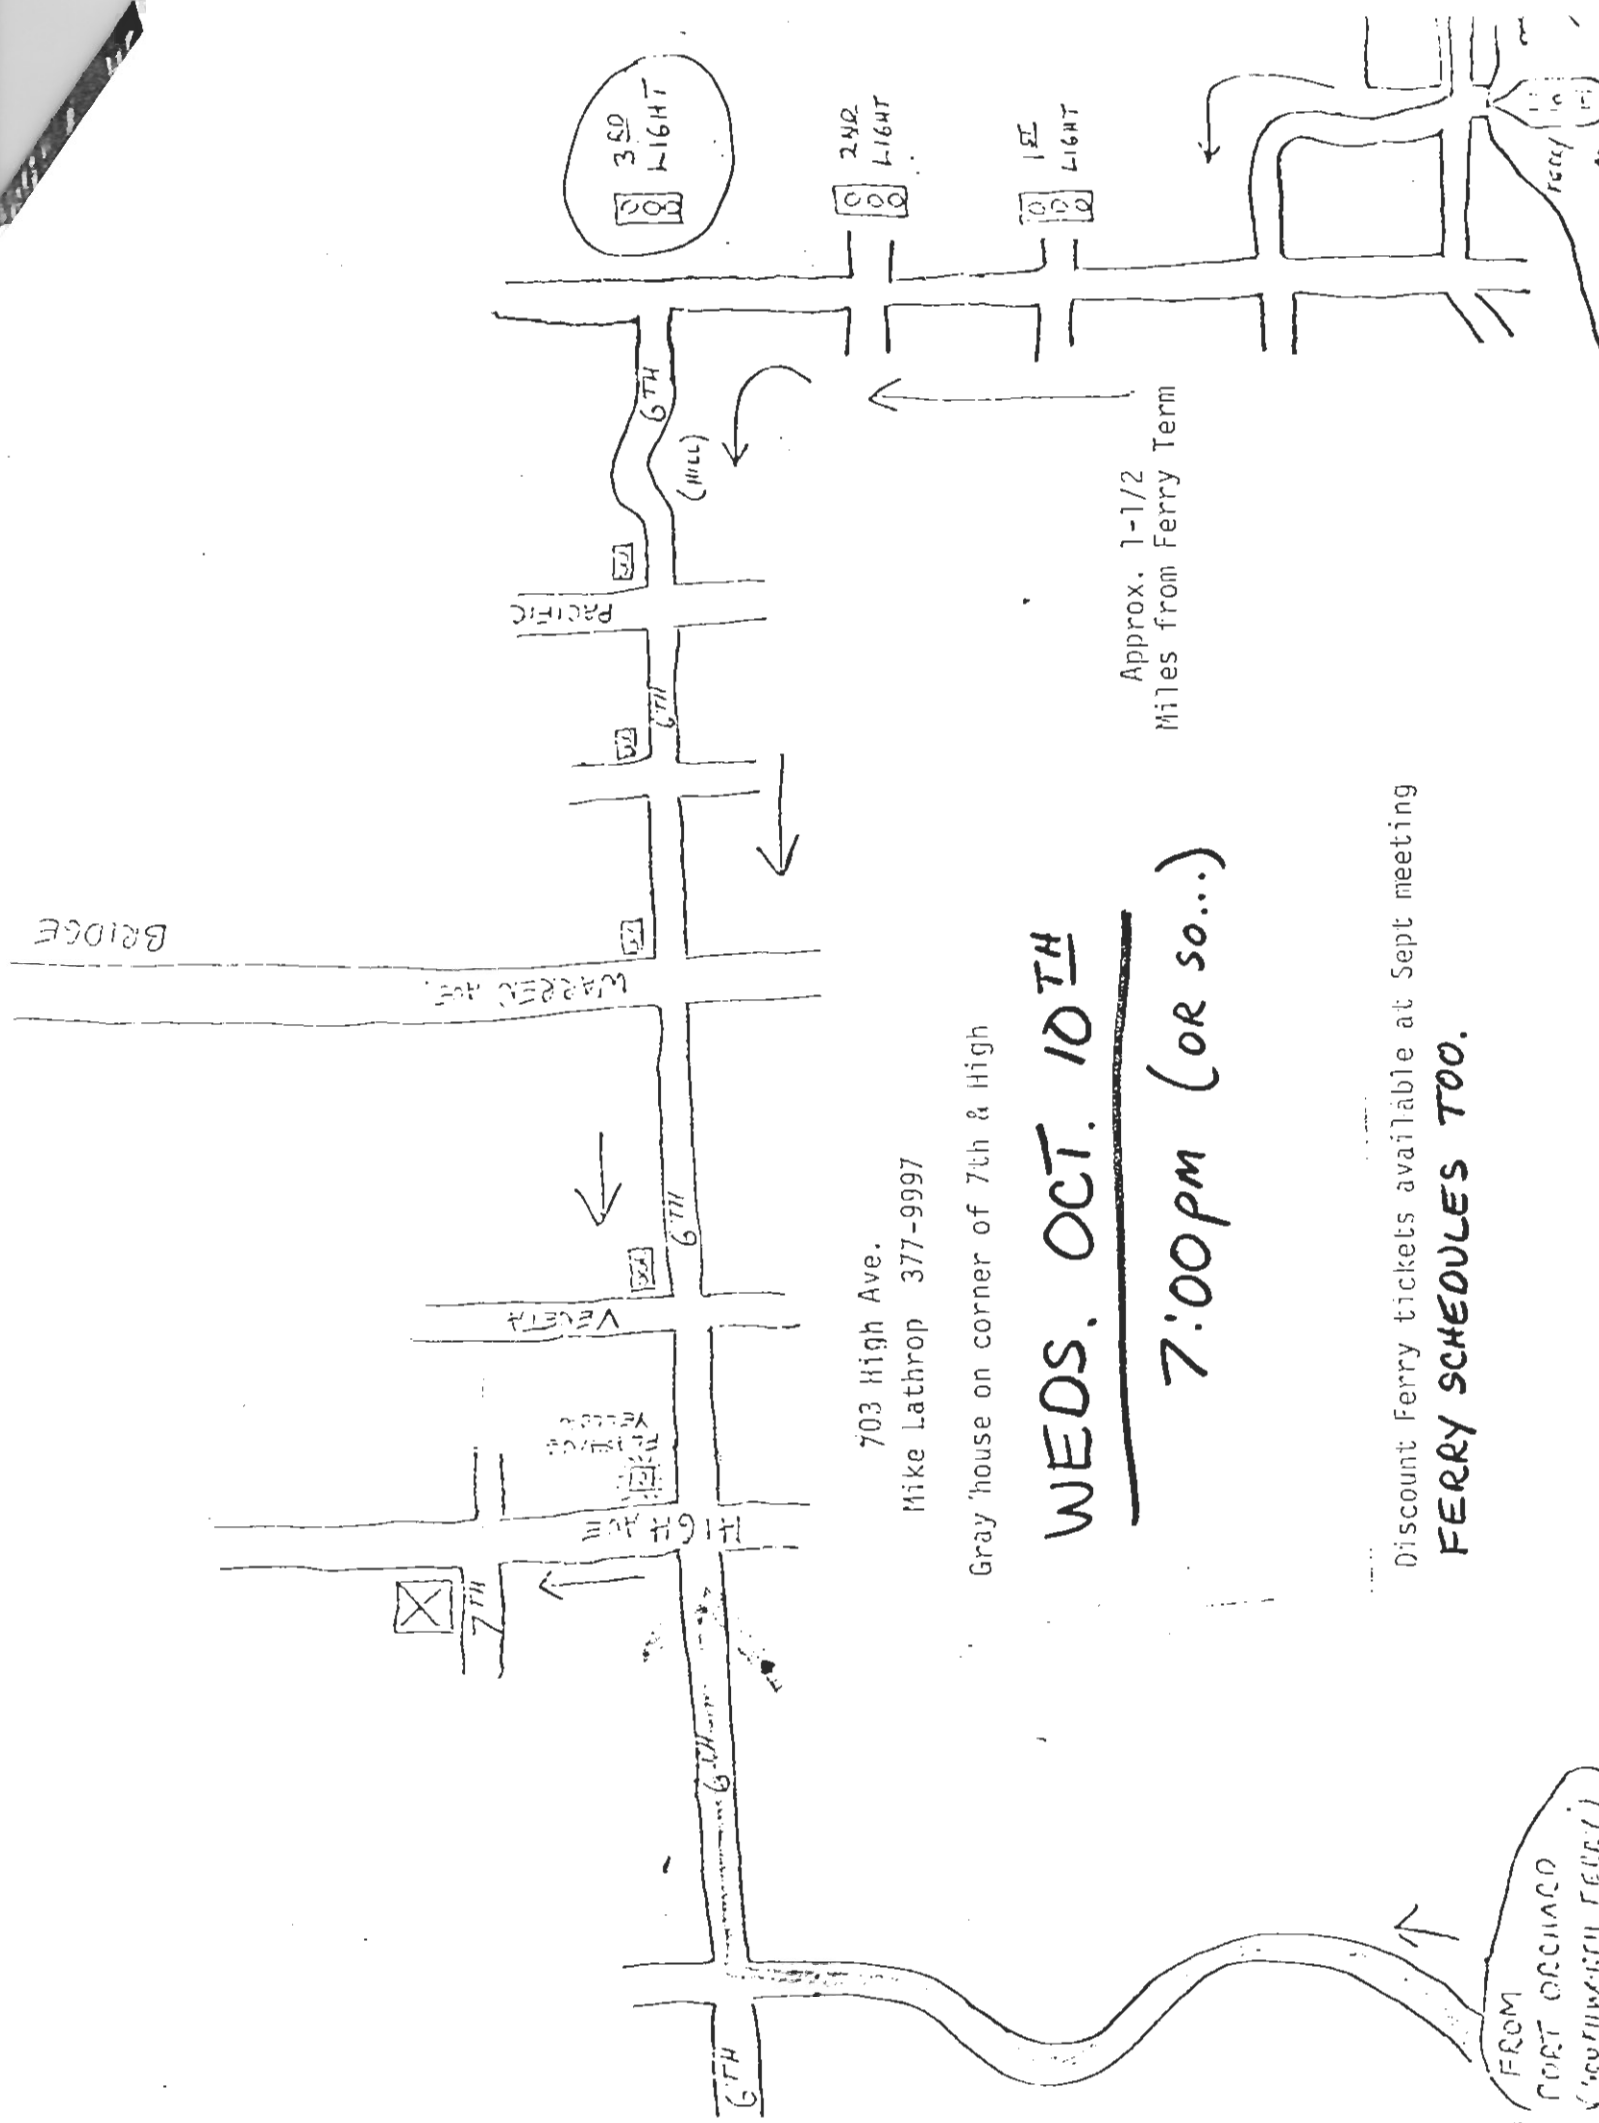 3RD
LIGHT
2ND
LIGHT
1ST
LIGHT
6TH
(HILL)
PACIFIC
6TH
BRIDGE
WARREN AVE.
6TH
VENETA
YELLOW
HIGH AVE
7TH
6TH
6TH
Approx. 1-1/2
Miles from Ferry Term
703 High Ave.
Mike Lathrop 377-9997
Gray house on corner of 7th & High
WEDS. OCT. 10TH
7:00pm (OR SO...)
Discount Ferry tickets available at Sept meeting
FERRY SCHEDULES TOO.
FROM
PORT ORCHARD